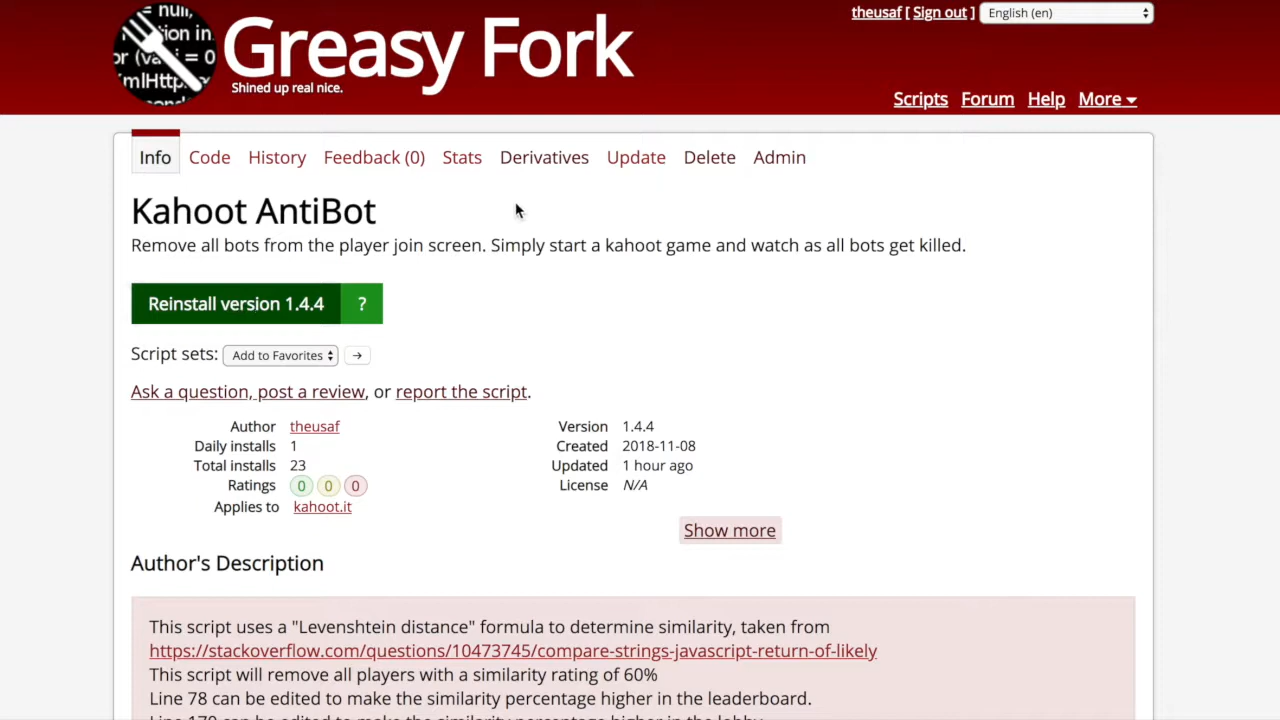 null,
tion in
or (va = 0
mlHttp
Greasy Fork
Shined up real nice.
theusaf [ Sign out ] English (en)
Scripts Forum Help More
Info Code History Feedback (0) Stats Derivatives Update Delete Admin
Kahoot AntiBot
Remove all bots from the player join screen. Simply start a kahoot game and watch as all bots get killed.
Reinstall version 1.4.4 ?
Script sets: Add to Favorites →
Ask a question, post a review, or report the script.
Author theusaf
Daily installs 1
Total installs 23
Ratings 0 0 0
Applies to kahoot.it
Version 1.4.4
Created 2018-11-08
Updated 1 hour ago
License N/A
Show more
Author's Description
This script uses a "Levenshtein distance" formula to determine similarity, taken from
https://stackoverflow.com/questions/10473745/compare-strings-javascript-return-of-likely
This script will remove all players with a similarity rating of 60%
Line 78 can be edited to make the similarity percentage higher in the leaderboard.